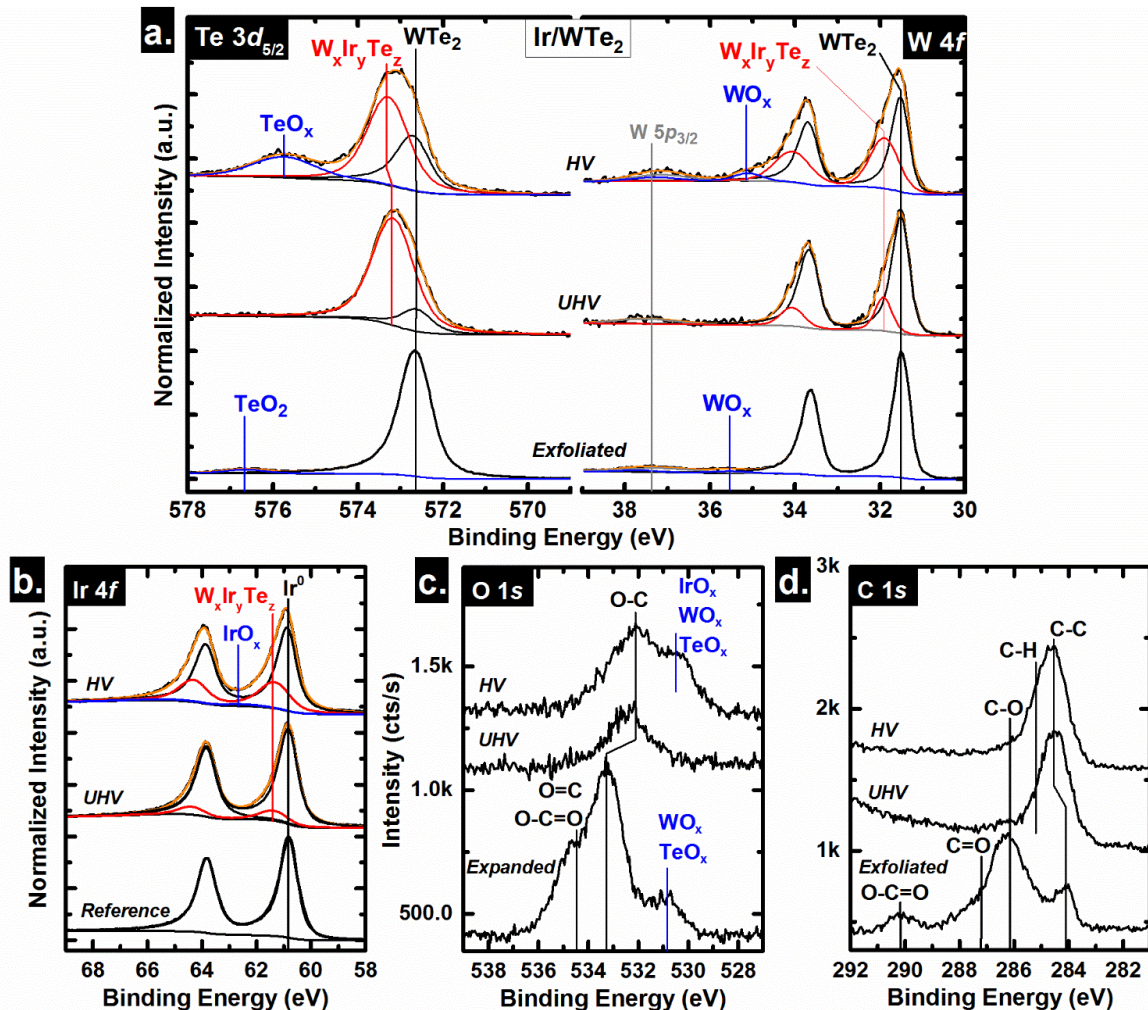 a.
Te 3d5/2
Ir/WTe2
W 4f
WxIryTez
WTe2
TeOx
WxIryTez
WTe2
WOx
W 5p3/2
HV
HV
UHV
UHV
TeO2
WOx
Exfoliated
Normalized Intensity (a.u.)
Normalized Intensity (a.u.)
578 576 574 572 570
38 36 34 32 30
Binding Energy (eV)
b.
Ir 4f
WxIryTez
Ir0
IrOx
HV
UHV
Reference
Normalized Intensity (a.u.)
68 66 64 62 60 58
Binding Energy (eV)
c.
O 1s
IrOx
WOx
TeOx
O-C
HV
UHV
O=C
O-C=O
WOx
TeOx
Expanded
Intensity (cts/s)
1.5k
1.0k
500.0
538 536 534 532 530 528
Binding Energy (eV)
d.
C 1s
C-C
C-H
C-O
HV
UHV
C=O
Exfoliated
O-C=O
3k
2k
1k
292 290 288 286 284 282
Binding Energy (eV)